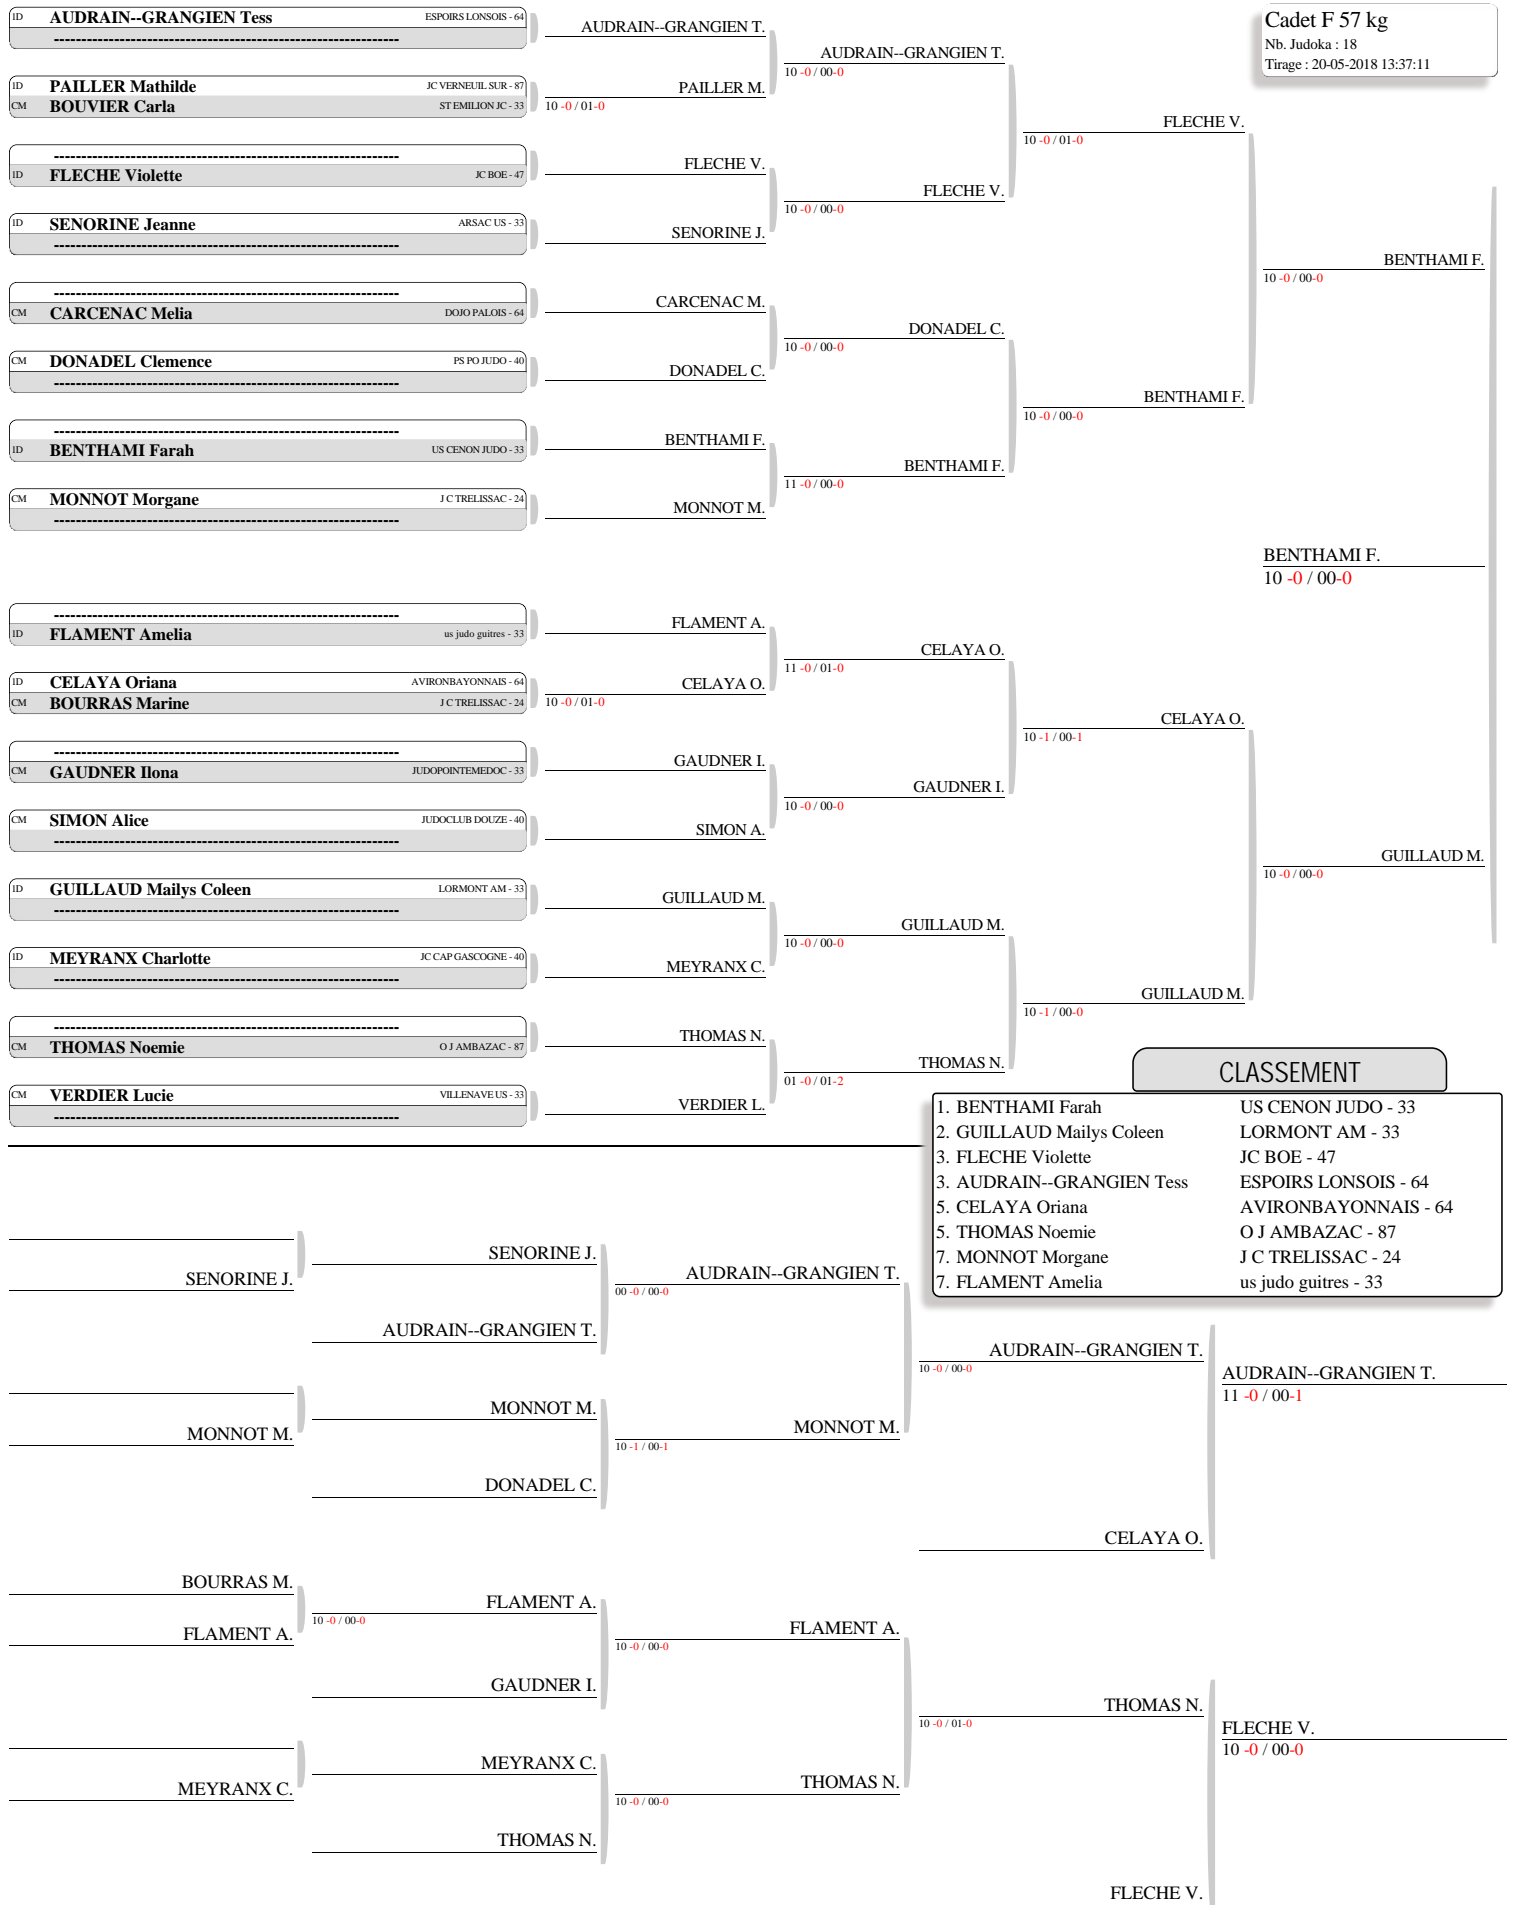 Cadet F 57 kg
Nb. Judoka : 18
Tirage : 20-05-2018 13:37:11
1D AUDRAIN--GRANGIEN Tess ESPOIRS LONSOIS - 64
----------------------------------------------------------------
1D PAILLER Mathilde JC VERNEUIL SUR - 87
CM BOUVIER Carla ST EMILION JC - 33
----------------------------------------------------------------
1D FLECHE Violette JC BOE - 47
1D SENORINE Jeanne ARSAC US - 33
----------------------------------------------------------------
----------------------------------------------------------------
CM CARCENAC Melia DOJO PALOIS - 64
CM DONADEL Clemence PS PO JUDO - 40
----------------------------------------------------------------
----------------------------------------------------------------
1D BENTHAMI Farah US CENON JUDO - 33
CM MONNOT Morgane J C TRELISSAC - 24
----------------------------------------------------------------
----------------------------------------------------------------
1D FLAMENT Amelia us judo guitres - 33
1D CELAYA Oriana AVIRONBAYONNAIS - 64
CM BOURRAS Marine J C TRELISSAC - 24
----------------------------------------------------------------
CM GAUDNER Ilona JUDOPOINTEMEDOC - 33
CM SIMON Alice JUDOCLUB DOUZE - 40
----------------------------------------------------------------
1D GUILLAUD Mailys Coleen LORMONT AM - 33
----------------------------------------------------------------
1D MEYRANX Charlotte JC CAP GASCOGNE - 40
----------------------------------------------------------------
----------------------------------------------------------------
CM THOMAS Noemie O J AMBAZAC - 87
CM VERDIER Lucie VILLENAVE US - 33
----------------------------------------------------------------
AUDRAIN--GRANGIEN T.
PAILLER M.
10 -0 / 01-0
FLECHE V.
SENORINE J.
CARCENAC M.
DONADEL C.
BENTHAMI F.
MONNOT M.
FLAMENT A.
CELAYA O.
10 -0 / 01-0
GAUDNER I.
SIMON A.
GUILLAUD M.
MEYRANX C.
THOMAS N.
VERDIER L.
AUDRAIN--GRANGIEN T.
10 -0 / 00-0
FLECHE V.
10 -0 / 00-0
DONADEL C.
10 -0 / 00-0
BENTHAMI F.
11 -0 / 00-0
CELAYA O.
11 -0 / 01-0
GAUDNER I.
10 -0 / 00-0
GUILLAUD M.
10 -0 / 00-0
THOMAS N.
01 -0 / 01-2
FLECHE V.
10 -0 / 01-0
BENTHAMI F.
10 -0 / 00-0
CELAYA O.
10 -1 / 00-1
GUILLAUD M.
10 -1 / 00-0
BENTHAMI F.
10 -0 / 00-0
GUILLAUD M.
10 -0 / 00-0
BENTHAMI F.
10 -0 / 00-0
CLASSEMENT
1. BENTHAMI Farah US CENON JUDO - 33
2. GUILLAUD Mailys Coleen LORMONT AM - 33
3. FLECHE Violette JC BOE - 47
3. AUDRAIN--GRANGIEN Tess ESPOIRS LONSOIS - 64
5. CELAYA Oriana AVIRONBAYONNAIS - 64
5. THOMAS Noemie O J AMBAZAC - 87
7. MONNOT Morgane J C TRELISSAC - 24
7. FLAMENT Amelia us judo guitres - 33
SENORINE J.
MONNOT M.
BOURRAS M.
FLAMENT A.
MEYRANX C.
SENORINE J.
AUDRAIN--GRANGIEN T.
MONNOT M.
DONADEL C.
FLAMENT A.
10 -0 / 00-0
GAUDNER I.
MEYRANX C.
THOMAS N.
AUDRAIN--GRANGIEN T.
00 -0 / 00-0
MONNOT M.
10 -1 / 00-1
FLAMENT A.
10 -0 / 00-0
THOMAS N.
10 -0 / 00-0
AUDRAIN--GRANGIEN T.
10 -0 / 00-0
CELAYA O.
THOMAS N.
10 -0 / 01-0
FLECHE V.
AUDRAIN--GRANGIEN T.
11 -0 / 00-1
FLECHE V.
10 -0 / 00-0